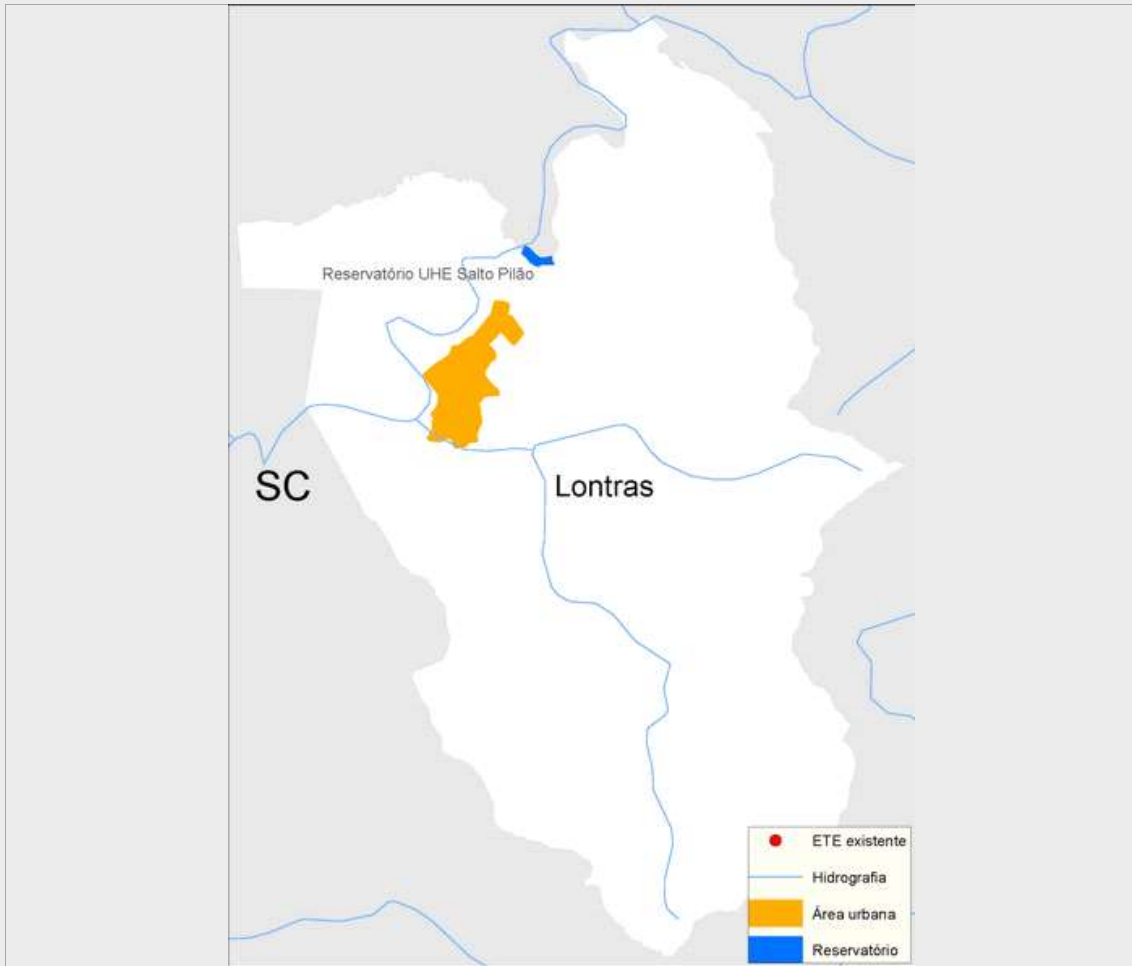 Reservatório UHE Salto Pilão
SC
Lontras
ETE existente
Hidrografia
Área urbana
Reservatório